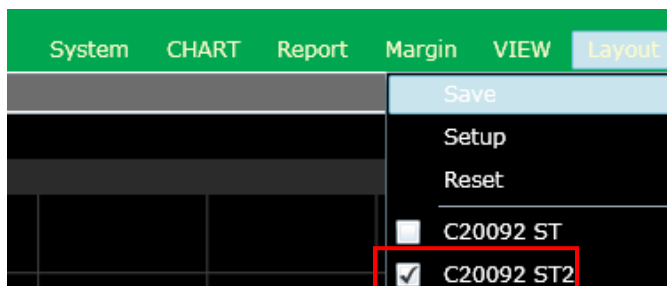 System CHART Report Margin VIEW Layout
Save
Setup
Reset
C20092 ST
C20092 ST2